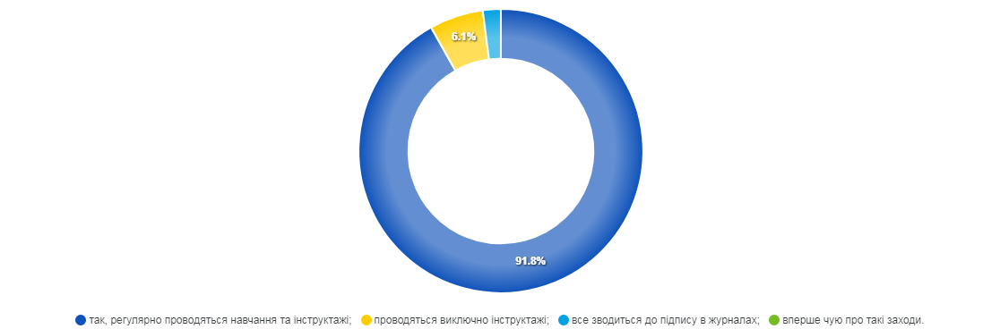 6.1%
91.8%
так, регулярно проводяться навчання та інструктажі; проводяться виключно інструктажі; все зводиться до підпису в журналах; вперше чую про такі заходи.